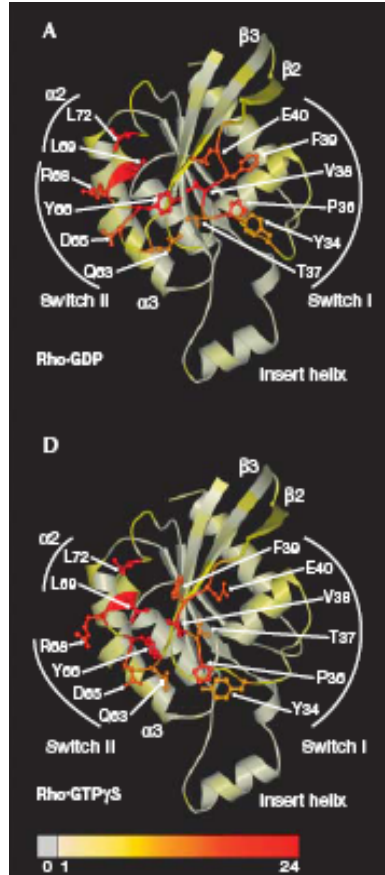 A
β3
β2
α2
L72
L69
R68
Y66
D65
Q63
α3
Switch II
E40
F39
V38
P36
Y34
T37
Switch I
Rho-GDP
Insert helix
D
β3
β2
α2
L72
L69
R68
Y66
D65
Q63
α3
Switch II
F39
E40
V38
T37
P36
Y34
Switch I
Rho-GTPγS
Insert helix
0 1 24